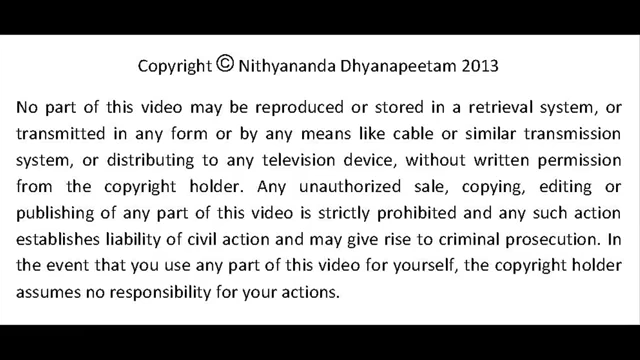 Copyright © Nithyananda Dhyanapeetam 2013
No part of this video may be reproduced or stored in a retrieval system, or
transmitted in any form or by any means like cable or similar transmission
system, or distributing to any television device, without written permission
from the copyright holder. Any unauthorized sale, copying, editing or
publishing of any part of this video is strictly prohibited and any such action
establishes liability of civil action and may give rise to criminal prosecution. In
the event that you use any part of this video for yourself, the copyright holder
assumes no responsibility for your actions.